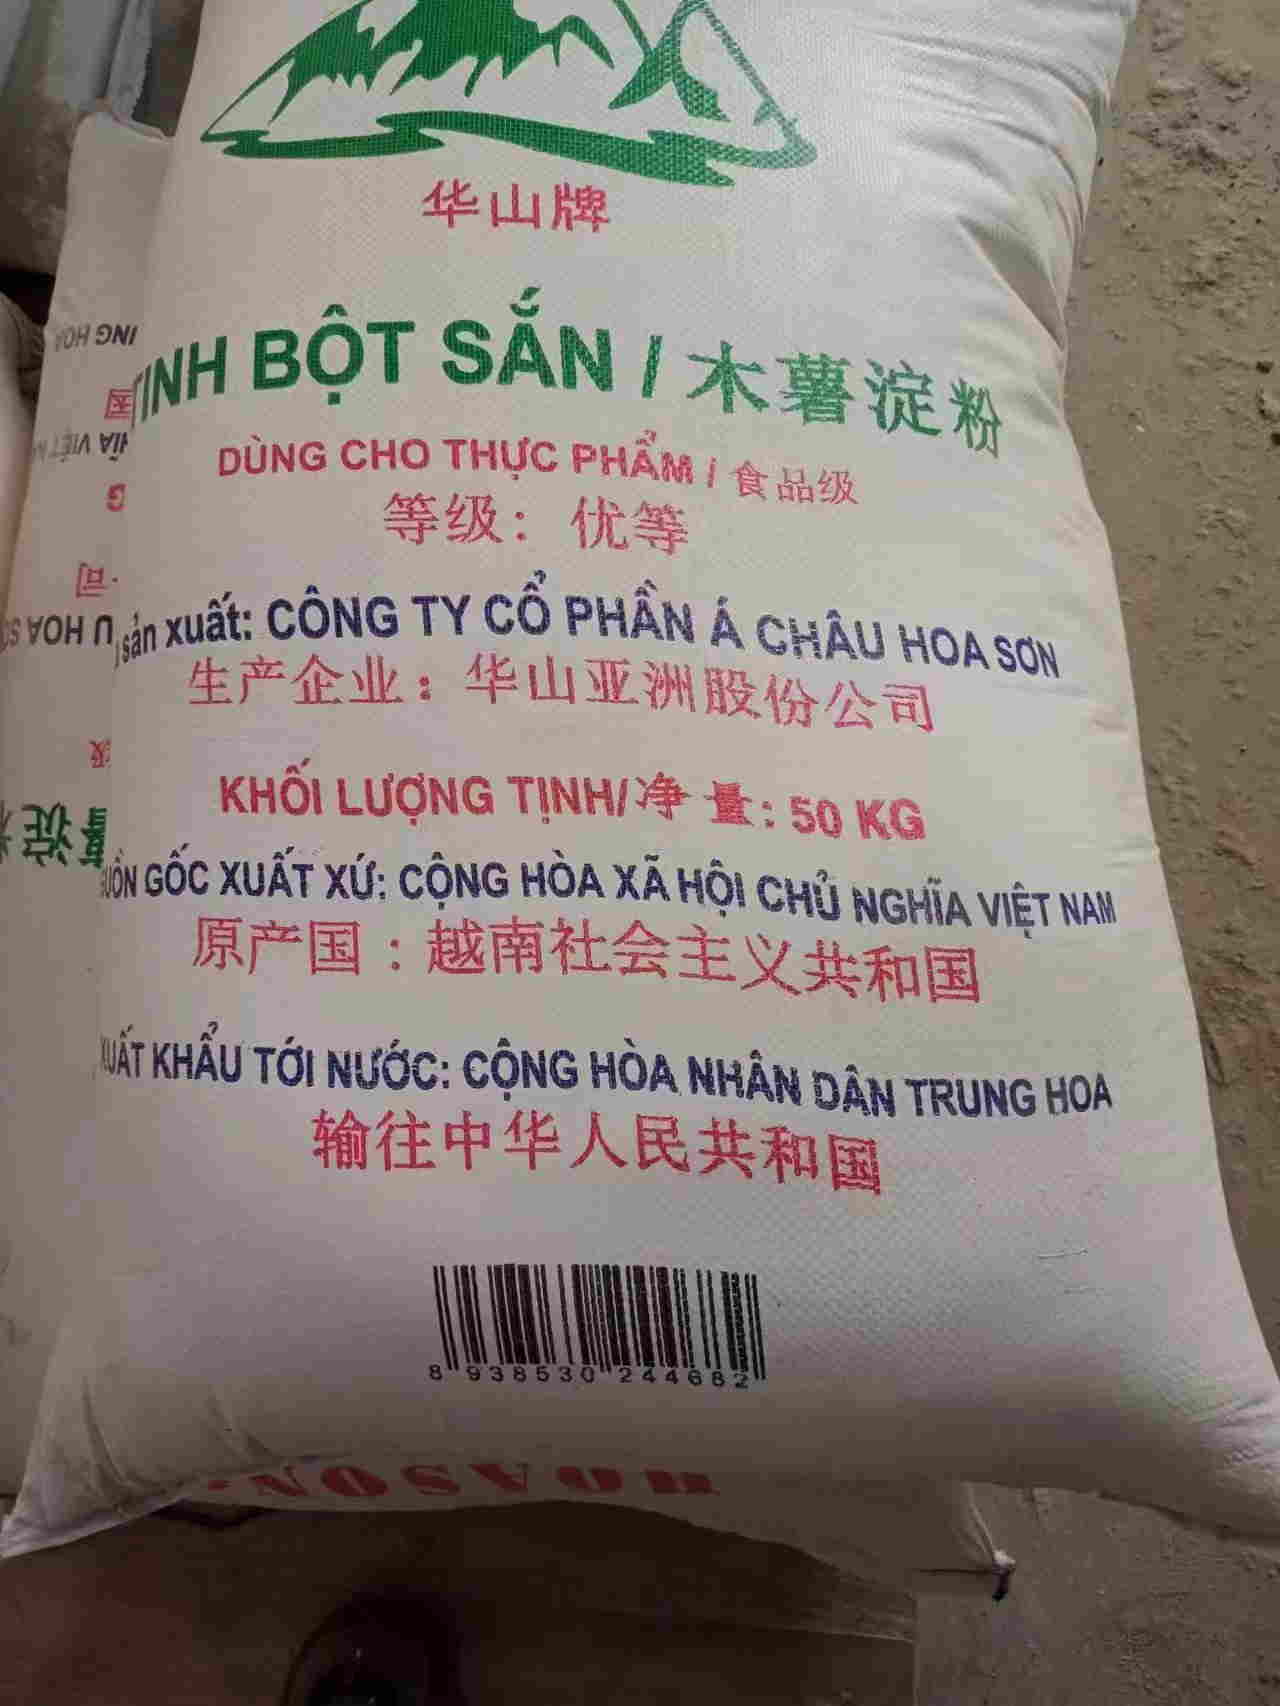 华山牌
TINH BỘT SẮN / 木薯淀粉
DÙNG CHO THỰC PHẨM / 食品级
等级：优等
sản xuất: CÔNG TY CỔ PHẦN Á CHÂU HOA SƠN
生产企业：华山亚洲股份公司
KHỐI LƯỢNG TỊNH/净 量: 50 KG
GỐC XUẤT XỨ: CỘNG HÒA XÃ HỘI CHỦ NGHĨA VIỆT NAM
原产国：越南社会主义共和国
XUẤT KHẨU TỚI NƯỚC: CỘNG HÒA NHÂN DÂN TRUNG HOA
输往中华人民共和国
8 938530 244682
HOASON